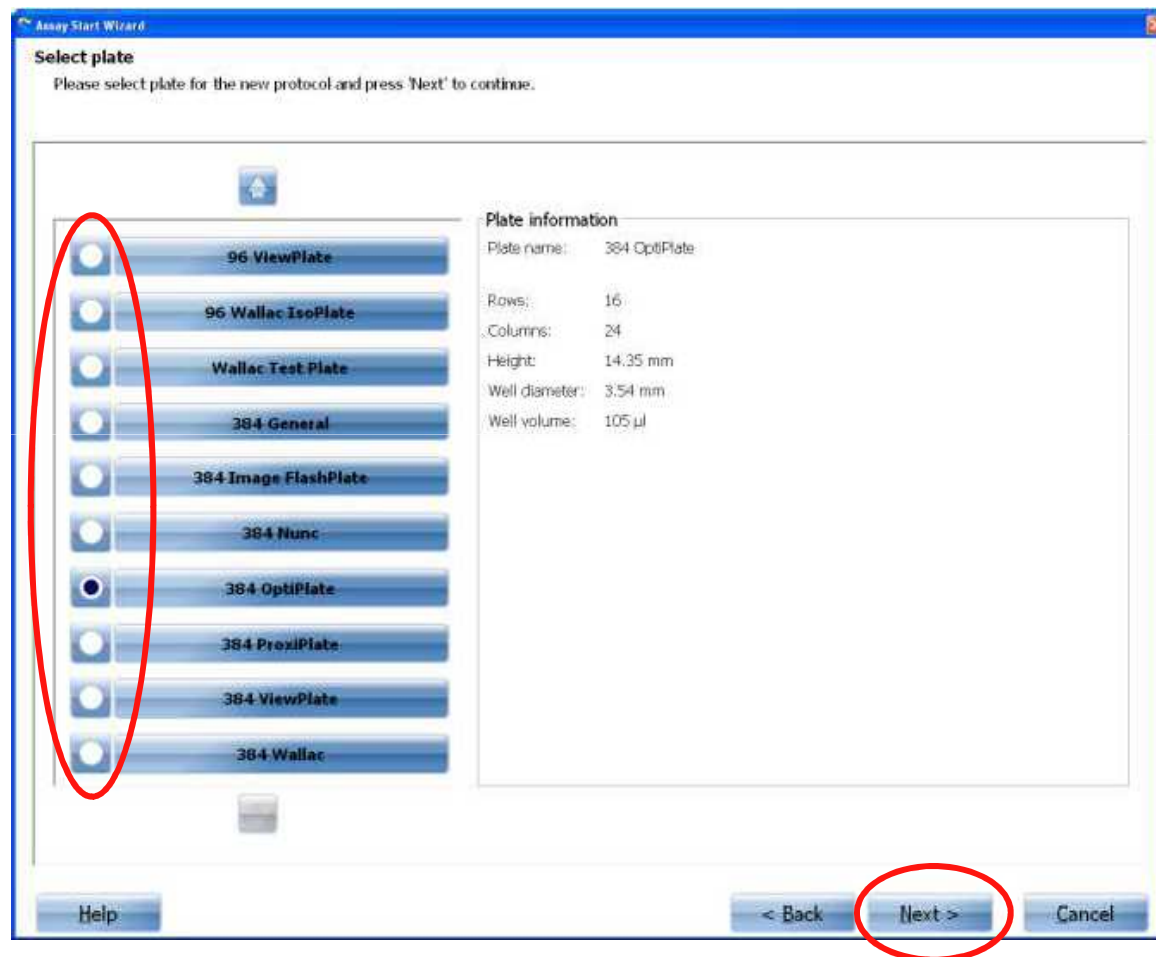 Assay Start Wizard
Select plate
Please select plate for the new protocol and press 'Next' to continue.
96 ViewPlate
96 Wallac IsoPlate
Wallac Test Plate
384 General
384 Image FlashPlate
384 Nunc
384 OptiPlate
384 ProxiPlate
384 ViewPlate
384 Wallac
Plate information
Plate name: 384 OptiPlate
Rows: 16
Columns: 24
Height: 14.35 mm
Well diameter: 3.54 mm
Well volume: 105 µl
Help
< Back
Next >
Cancel